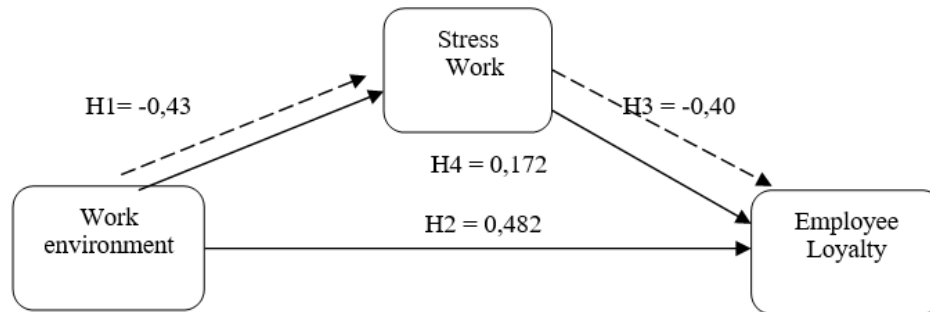 Stress
Work
H1= -0,43
H3 = -0,40
H4 = 0,172
Work
environment
H2 = 0,482
Employee
Loyalty